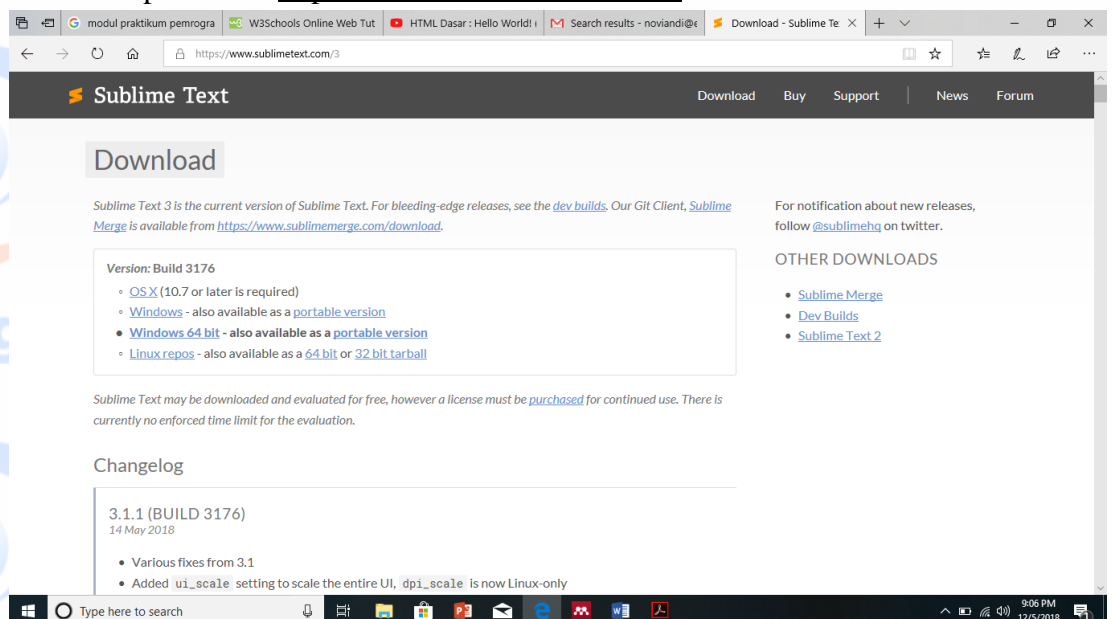 modul praktikum pemrogra
W3Schools Online Web Tut
HTML Dasar : Hello World!
Search results - noviandi@e
Download - Sublime Te
https://www.sublimetext.com/3
Sublime Text
Download Buy Support | News Forum
Download
Sublime Text 3 is the current version of Sublime Text. For bleeding-edge releases, see the dev builds. Our Git Client, Sublime
Merge is available from https://www.sublimemerge.com/download.
Version: Build 3176
OS X (10.7 or later is required)
Windows - also available as a portable version
Windows 64 bit - also available as a portable version
Linux repos - also available as a 64 bit or 32 bit tarball
Sublime Text may be downloaded and evaluated for free, however a license must be purchased for continued use. There is
currently no enforced time limit for the evaluation.
For notification about new releases,
follow @sublimehq on twitter.
OTHER DOWNLOADS
Sublime Merge
Dev Builds
Sublime Text 2
Changelog
3.1.1 (BUILD 3176)
14 May 2018
Various fixes from 3.1
Added ui_scale setting to scale the entire UI, dpi_scale is now Linux-only
Type here to search
9:06 PM
12/5/2018